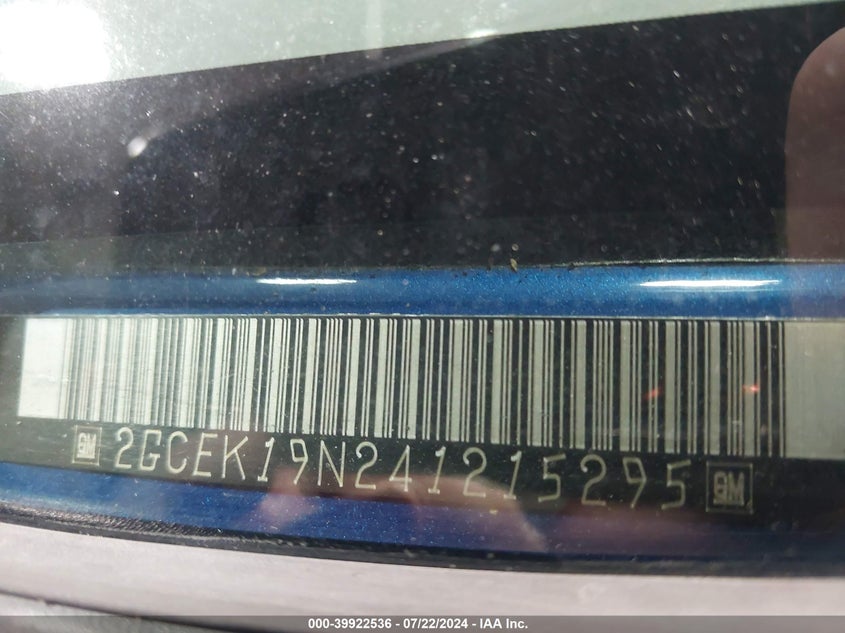 GM 2GCEK19N241215295 GM
000-39922536 - 07/22/2024 - IAA Inc.